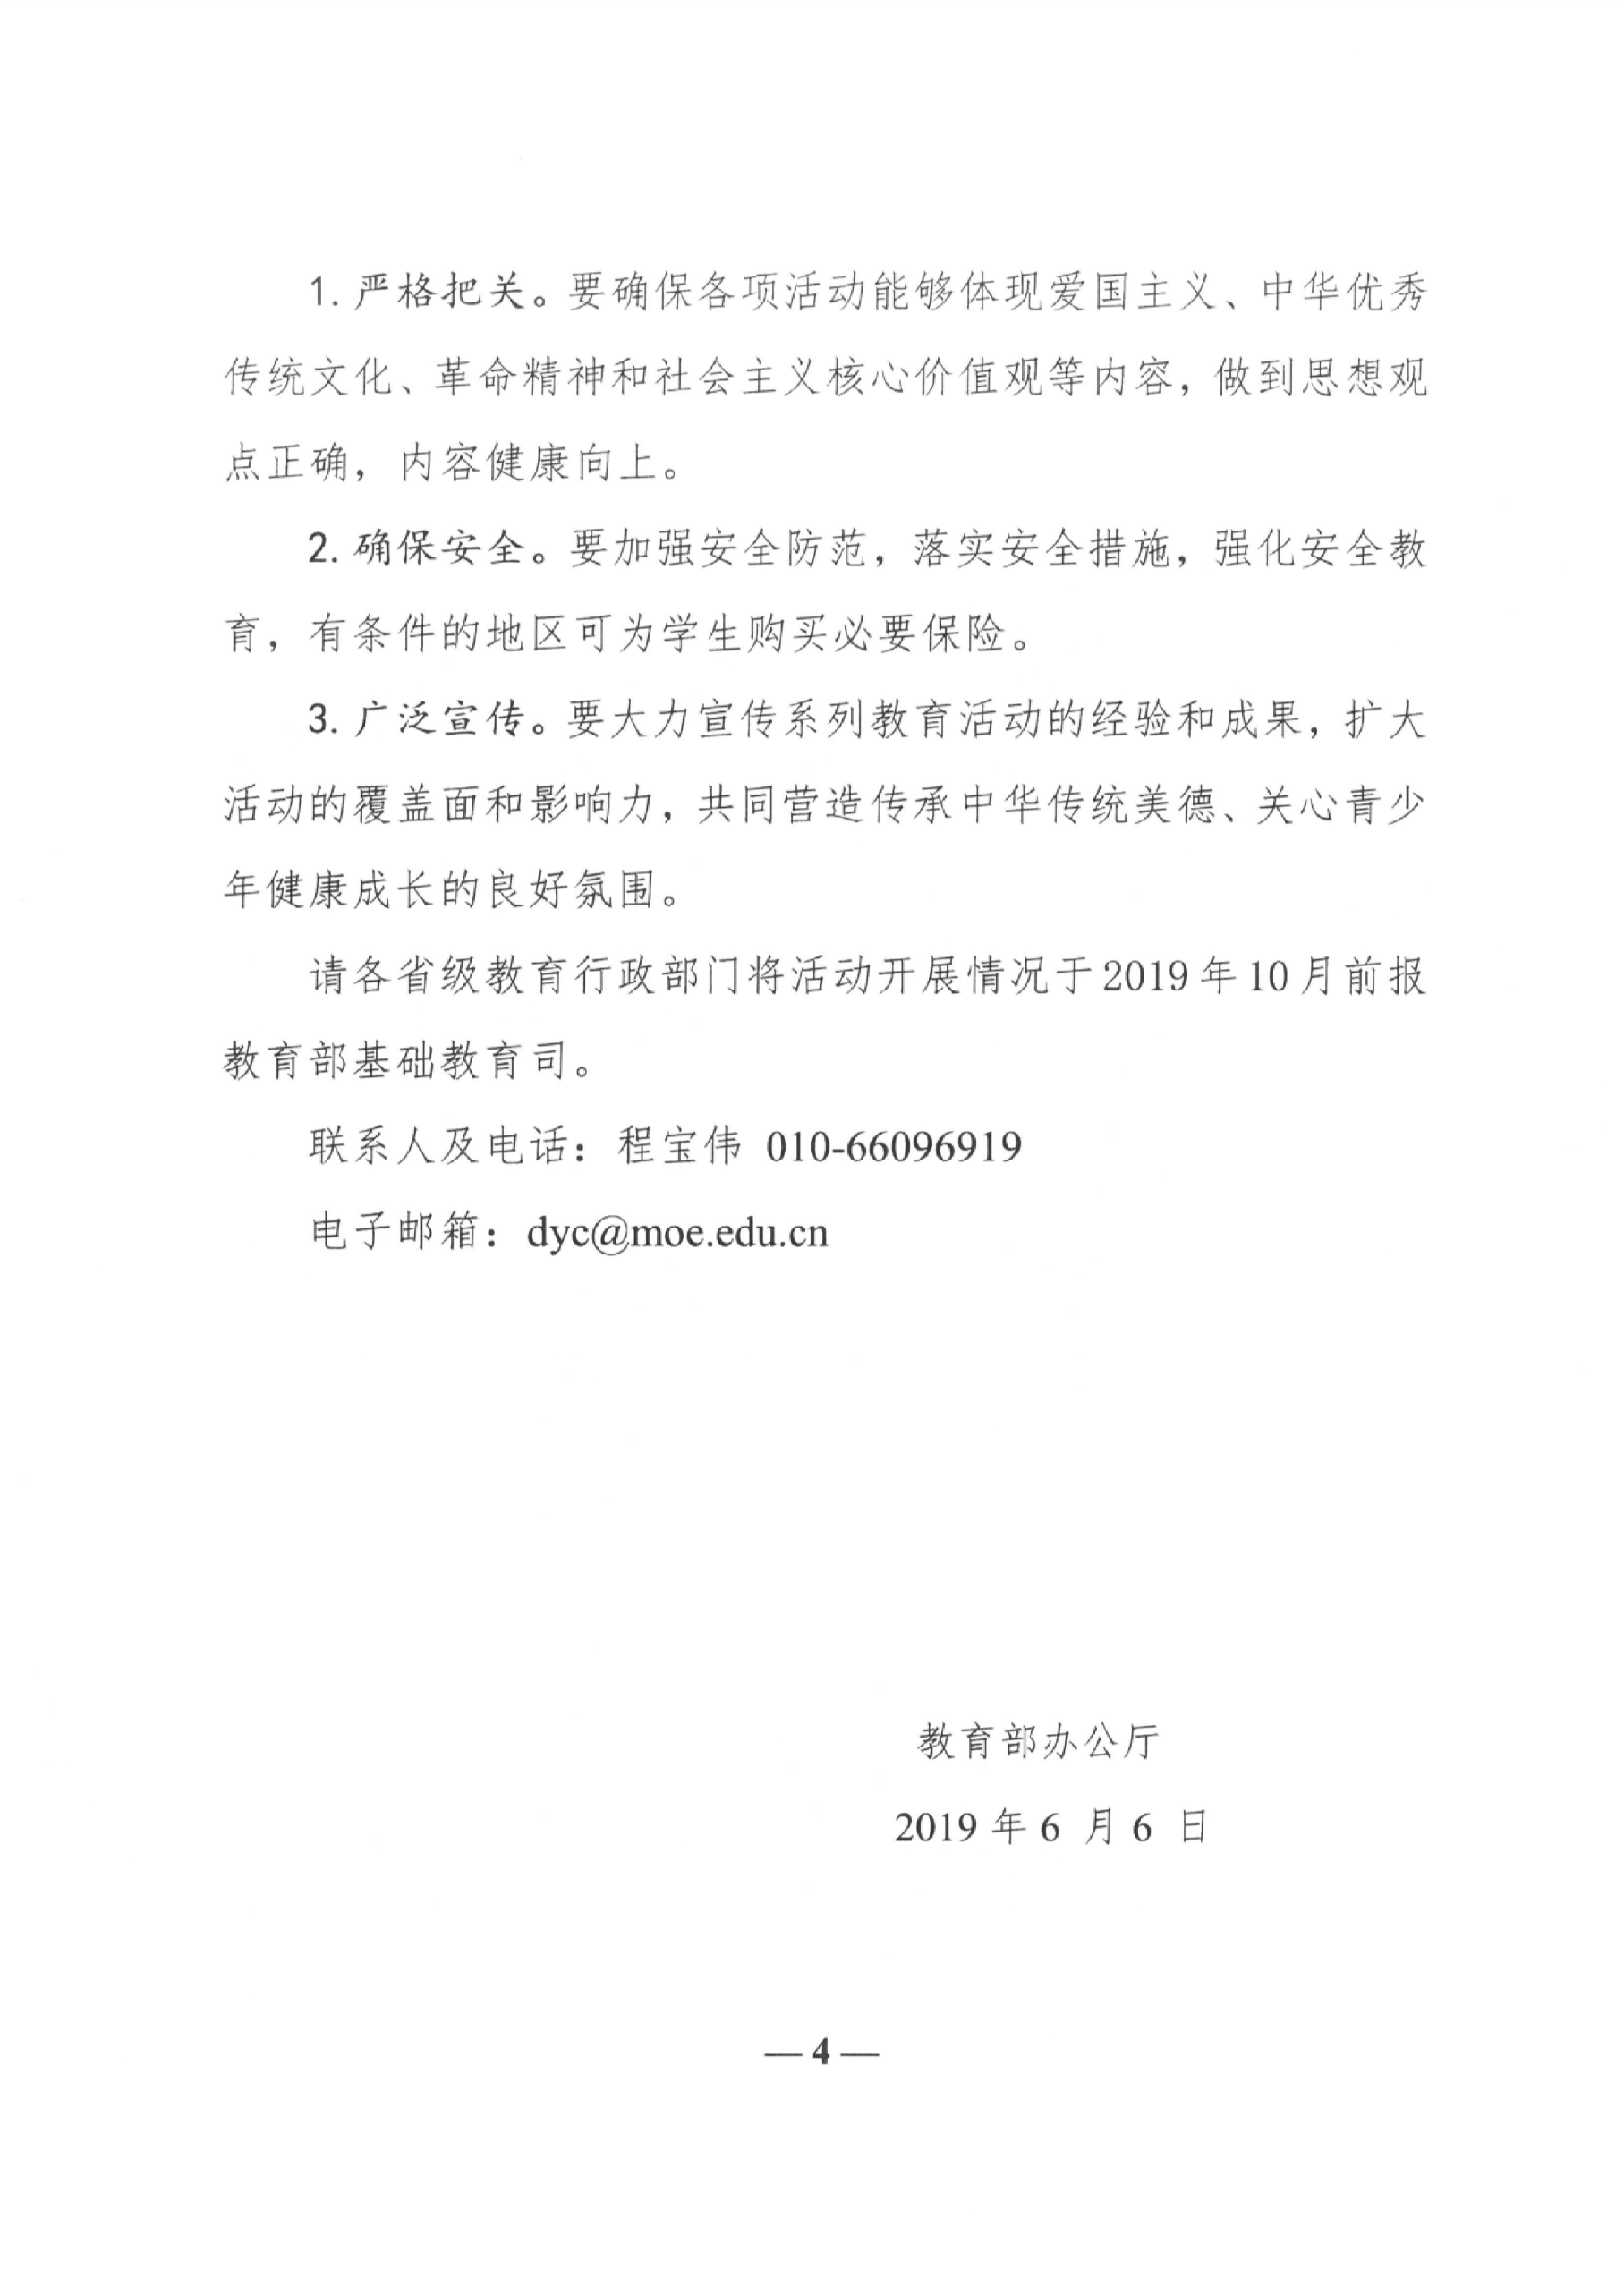 1. 严格把关。要确保各项活动能够体现爱国主义、中华优秀
传统文化、革命精神和社会主义核心价值观等内容，做到思想观
点正确，内容健康向上。
2. 确保安全。要加强安全防范，落实安全措施，强化安全教
育，有条件的地区可为学生购买必要保险。
3. 广泛宣传。要大力宣传系列教育活动的经验和成果，扩大
活动的覆盖面和影响力，共同营造传承中华传统美德、关心青少
年健康成长的良好氛围。
请各省级教育行政部门将活动开展情况于2019年10月前报
教育部基础教育司。
联系人及电话：程宝伟 010-66096919
电子邮箱：dyc@moe.edu.cn
教育部办公厅
2019 年 6 月 6 日
— 4 —